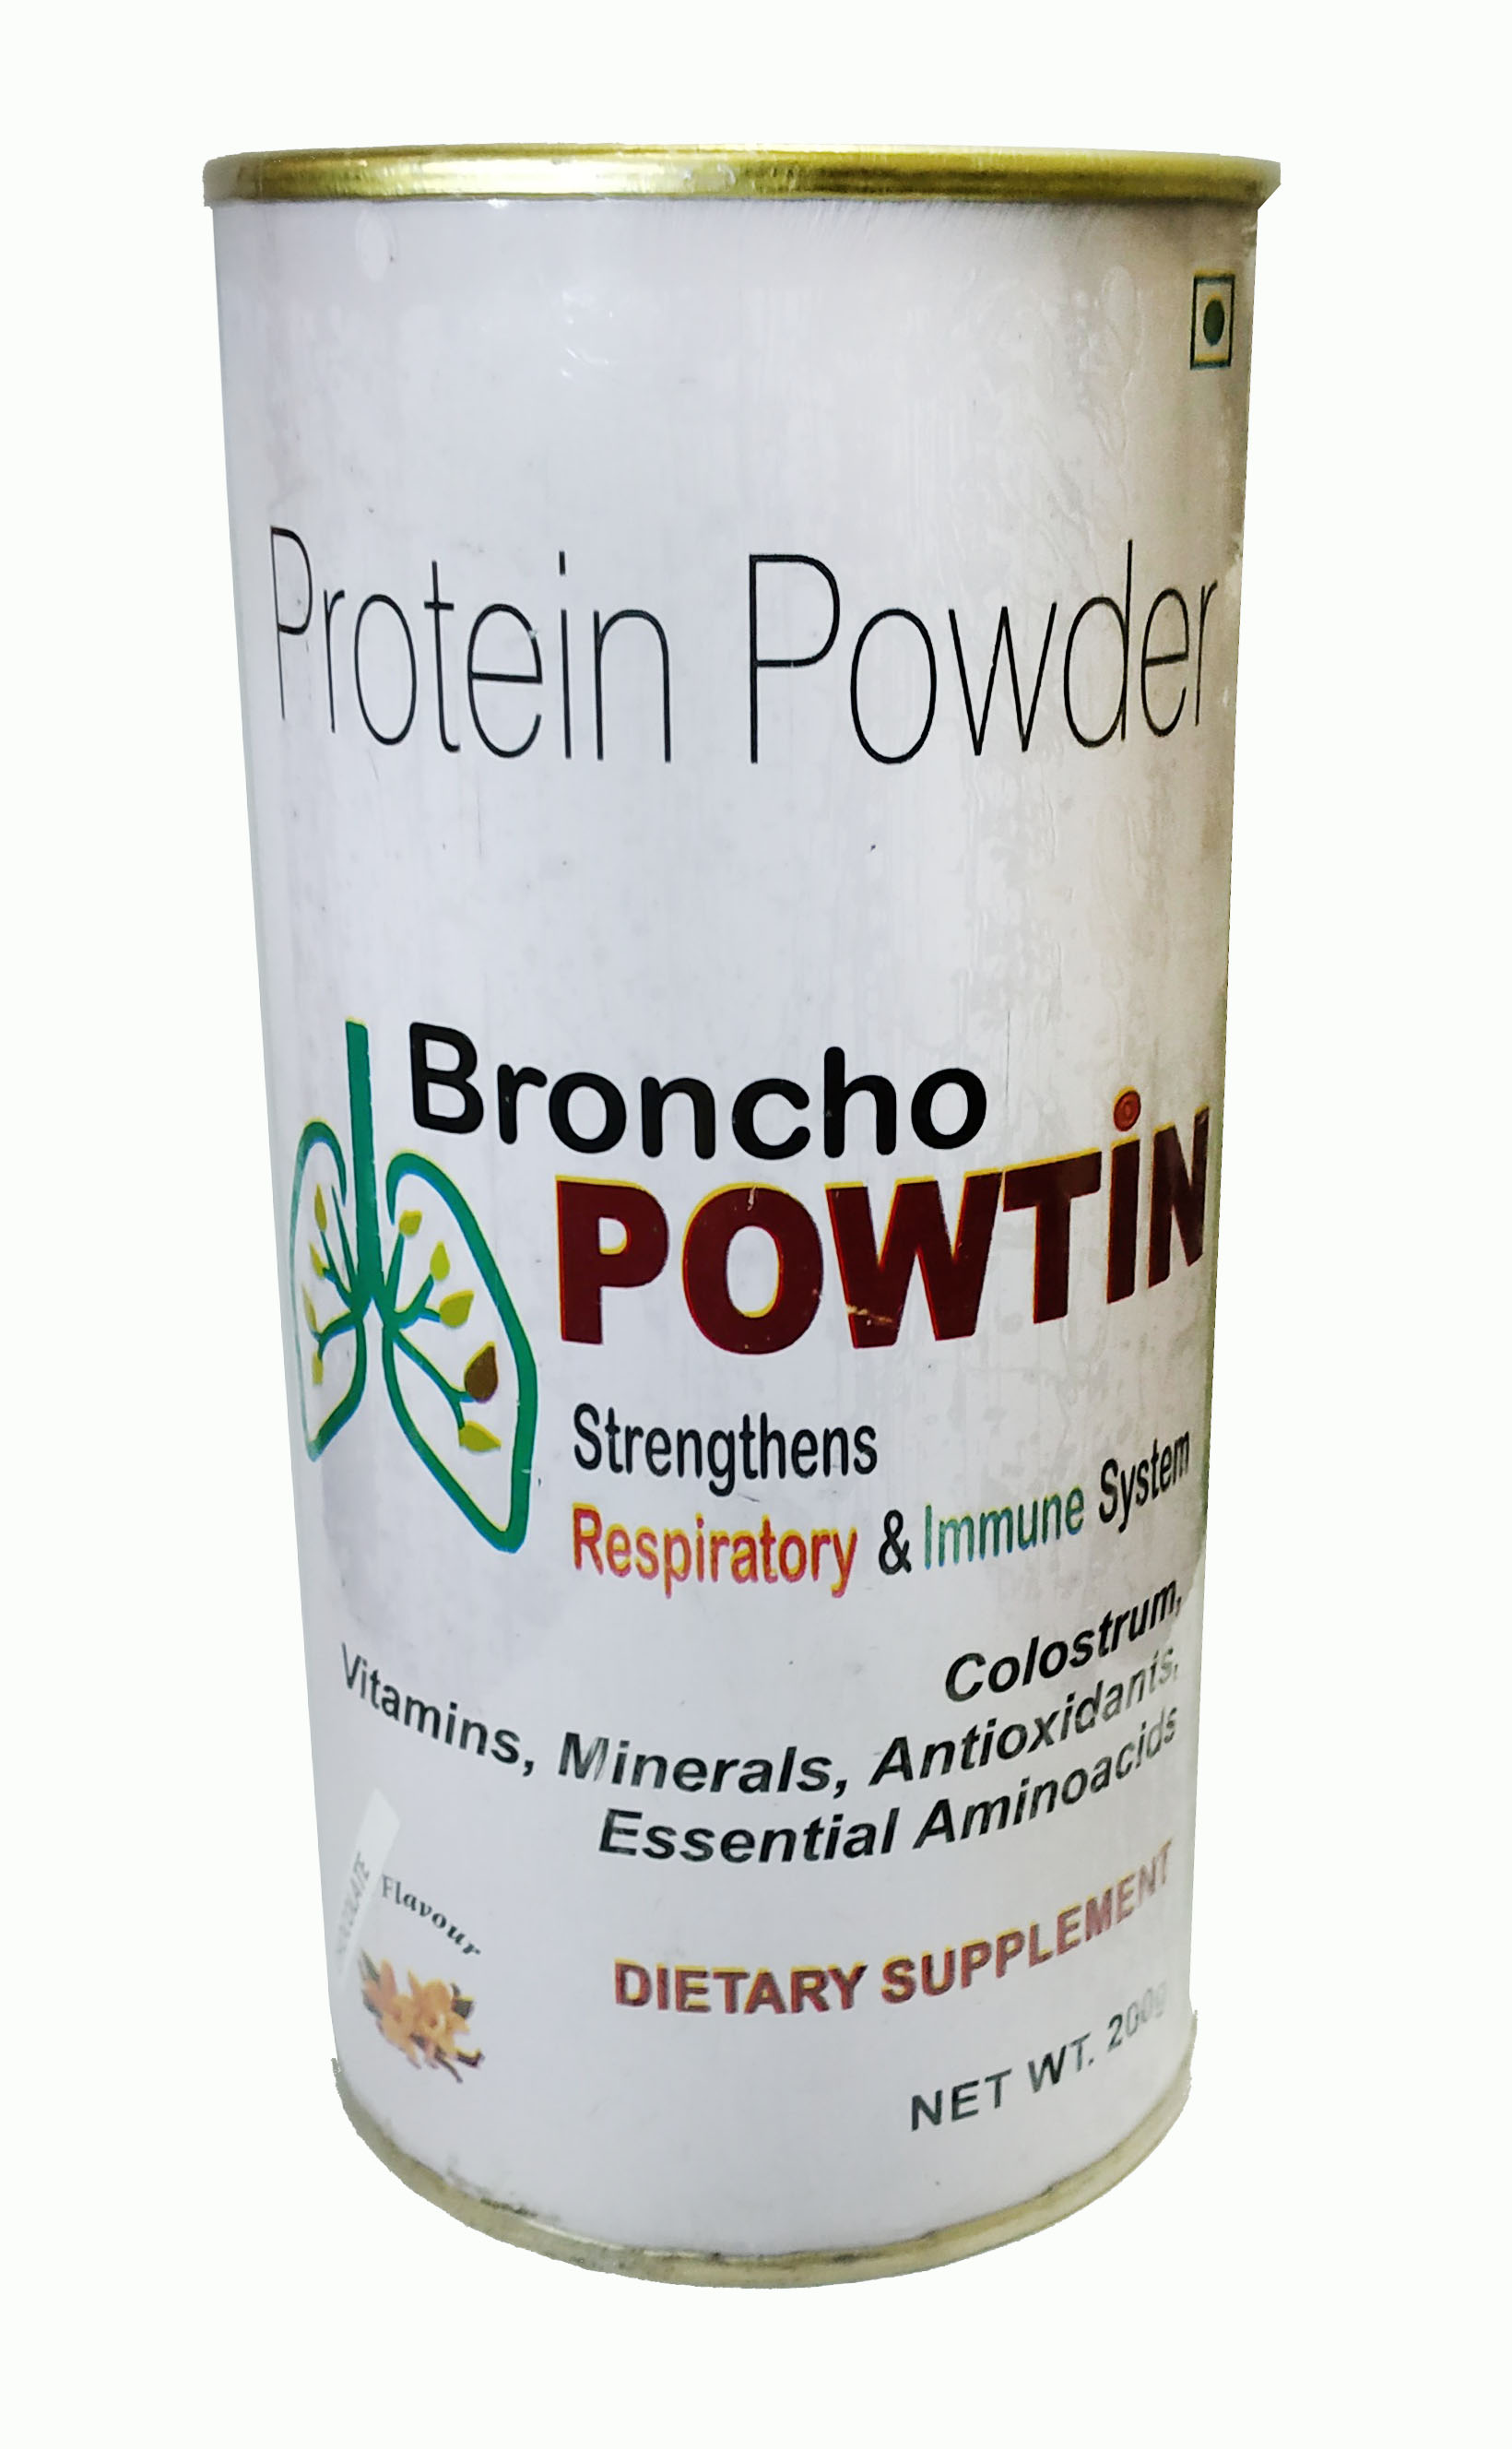 Protein Powder
Broncho
POWTiN
Strengthens
Respiratory & Immune System
Colostrum,
Vitamins, Minerals, Antioxidants,
Essential Aminoacids
Flavour
DIETARY SUPPLEMENT
NET WT. 200g